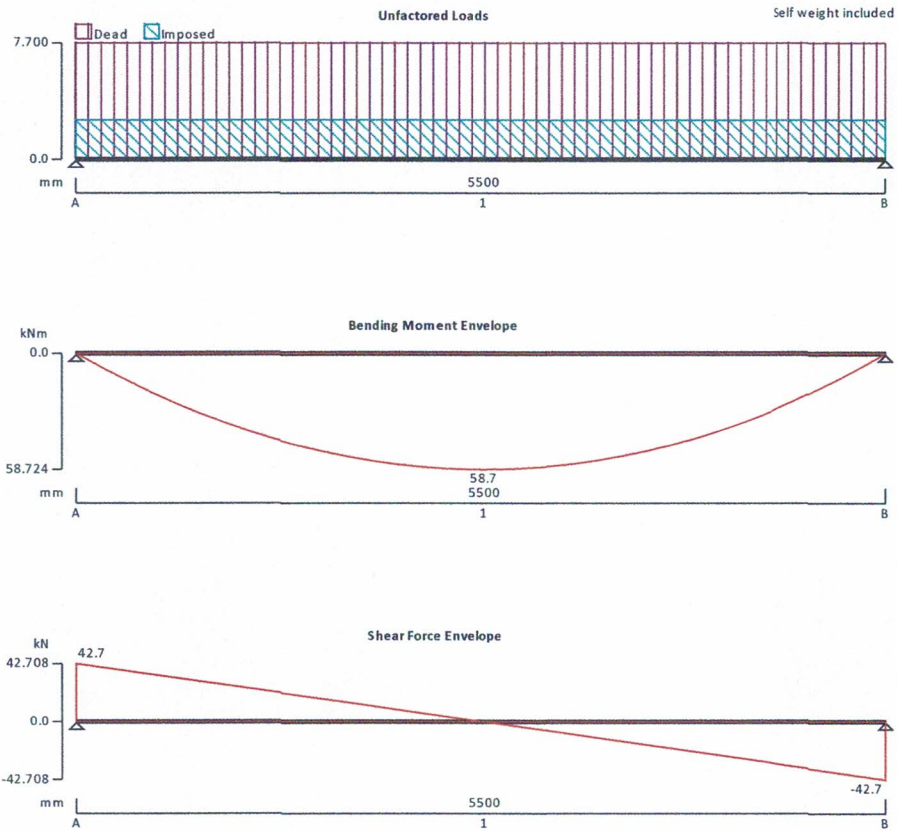 Unfactored Loads
Self weight included
Dead Imposed
7.700
0.0
mm
5500
A 1 B
Bending Moment Envelope
kNm
0.0
58.724
58.7
mm
5500
A 1 B
Shear Force Envelope
kN
42.708
42.7
0.0
-42.708
-42.7
mm
5500
A 1 B